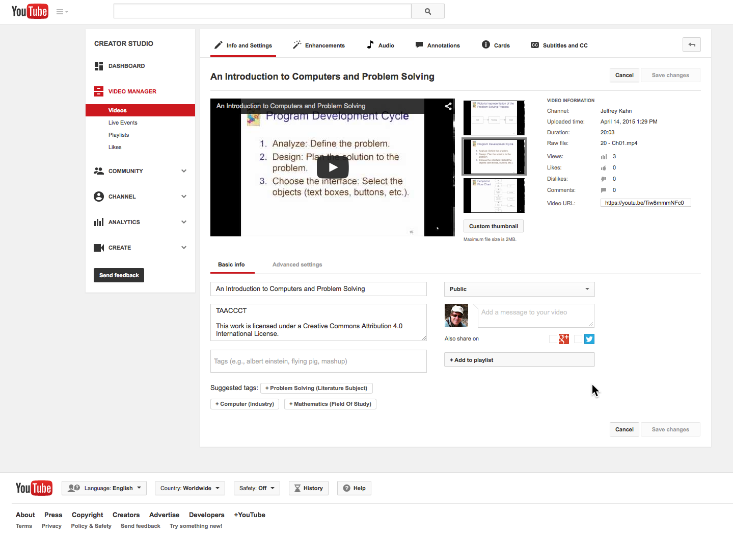 YouTube
CREATOR STUDIO
DASHBOARD
VIDEO MANAGER
Videos
Live Events
Playlists
Likes
COMMUNITY
CHANNEL
ANALYTICS
CREATE
Send feedback
Info and Settings
Enhancements
Audio
Annotations
Cards
Subtitles and CC
An Introduction to Computers and Problem Solving
Cancel
Save changes
An Introduction to Computers and Problem Solving
Program Development Cycle
1. Analyze: Define the problem.
2. Design: Plan the solution to the
problem.
3. Choose the interface: Select the
objects (text boxes, buttons, etc.).
Custom thumbnail
Maximum file size is 2MB.
VIDEO INFORMATION
Channel: Jeffrey Kahn
Uploaded time: April 14, 2015 1:29 PM
Duration: 20:03
Raw file: 20 - Ch01.mp4
Views: 3
Likes: 0
Dislikes: 0
Comments: 0
Video URL:
Basic info
Advanced settings
An Introduction to Computers and Problem Solving
TAACCCT
This work is licensed under a Creative Commons Attribution 4.0
International License.
Tags (e.g., albert einstein, flying pig, mashup)
Suggested tags: + Problem Solving (Literature Subject)
+ Computer (Industry) + Mathematics (Field Of Study)
Public
Add a message to your video
Also share on
+ Add to playlist
Cancel
Save changes
YouTube
Language: English
Country: Worldwide
Safety: Off
History
Help
About Press Copyright Creators Advertise Developers +YouTube
Terms Privacy Policy & Safety Send feedback Try something new!